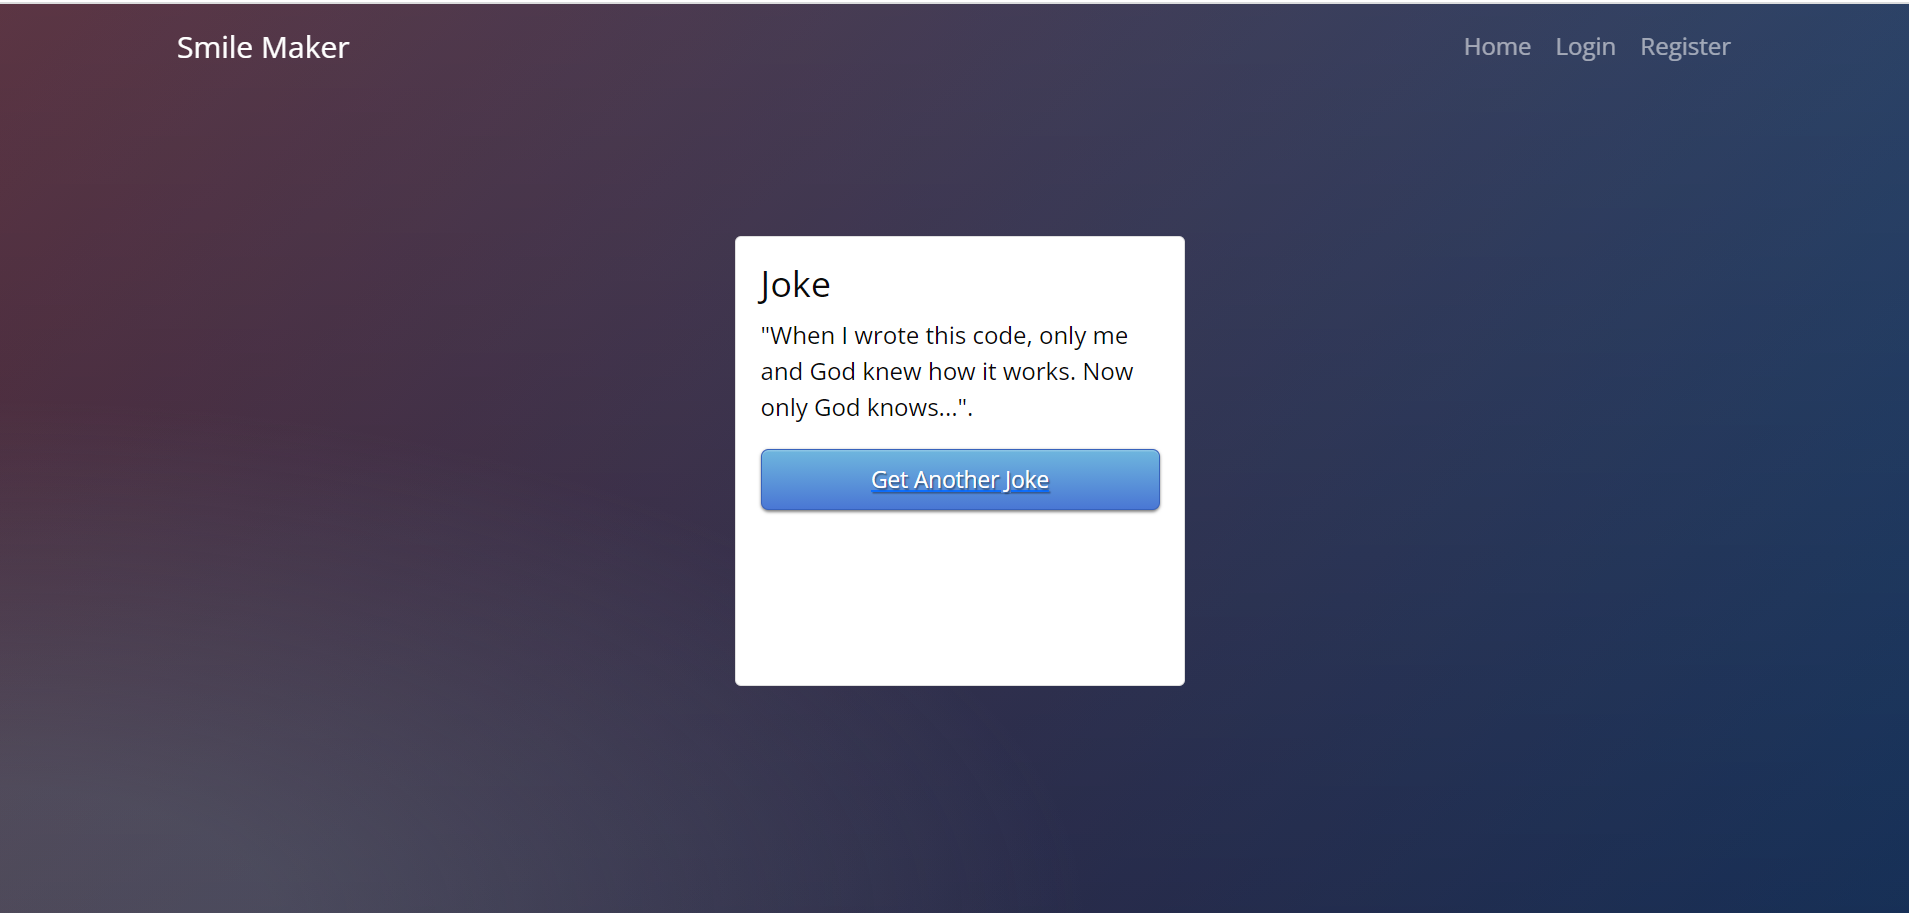 Smile Maker
Home Login Register
Joke
"When I wrote this code, only me
and God knew how it works. Now
only God knows...".
Get Another Joke